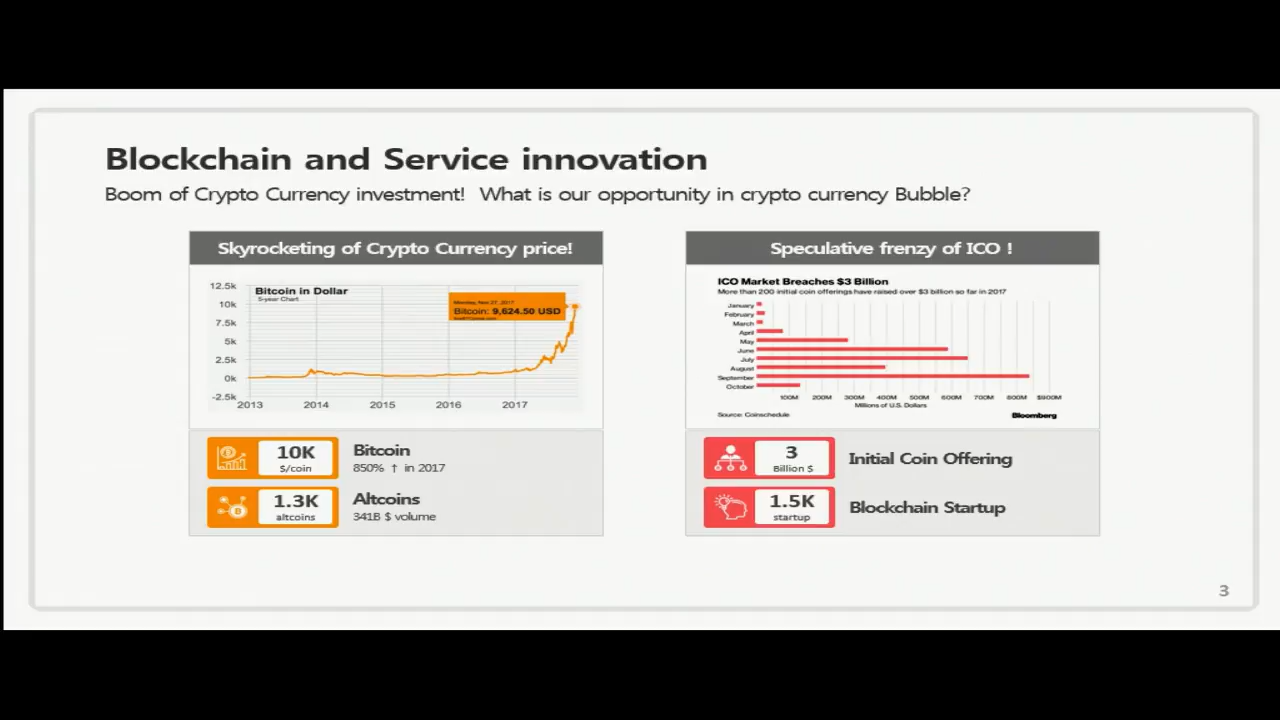 Blockchain and Service innovation
Boom of Crypto Currency investment! What is our opportunity in crypto currency Bubble?
Skyrocketing of Crypto Currency price!
12.5k
10k
7.5k
5k
2.5k
0k
-2.5k
Bitcoin in Dollar
5-year Chart
Monday, Nov 27, 2017
Bitcoin: 9,624.50 USD
2013 2014 2015 2016 2017
10K
$/coin
Bitcoin
850% ↑ in 2017
1.3K
altcoins
Altcoins
341B $ volume
Speculative frenzy of ICO !
ICO Market Breaches $3 Billion
More than 200 initial coin offerings have raised over $3 billion so far in 2017
January
February
March
April
May
June
July
August
September
October
100M 200M 300M 400M 500M 600M 700M 800M $900M
Millions of U.S. Dollars
Source: Coinschedule
Bloomberg
3
Billion $
Initial Coin Offering
1.5K
startup
Blockchain Startup
3